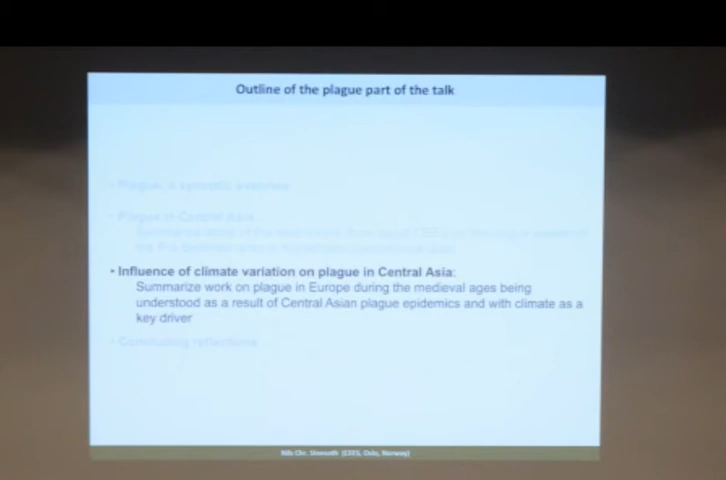 Outline of the plague part of the talk
• Plague, a synoptic overview
• Plague in Central Asia
• Influence of climate variation on plague in Central Asia:
Summarize work on plague in Europe during the medieval ages being
understood as a result of Central Asian plague epidemics and with climate as a
key driver
• Concluding reflections
Nils Chr. Stenseth (CEES, Oslo, Norway)